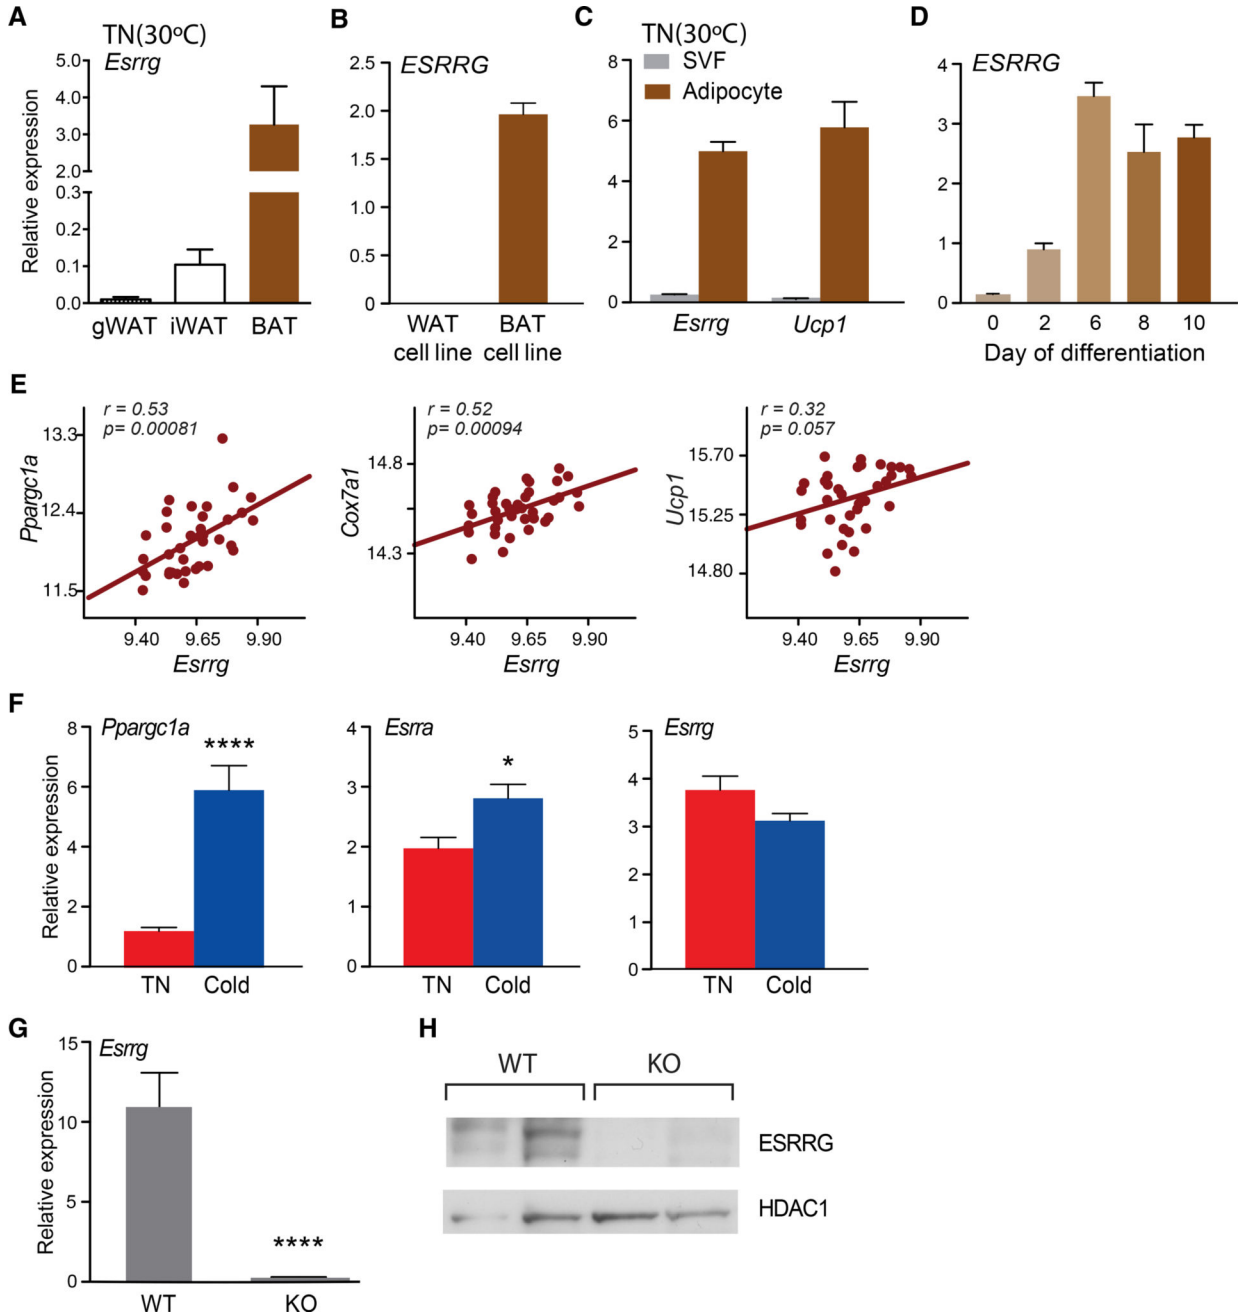 A
TN(30ºC)
Esrrg
Relative expression
5.0
4.0
3.0
2.0
0.3
0.2
0.1
0.0
gWAT iWAT BAT
B
ESRRG
2.5
2.0
1.5
1.0
0.5
0
WAT cell line
BAT cell line
C
TN(30ºC)
SVF
Adipocyte
8
6
4
2
0
Esrrg Ucp1
D
ESRRG
4
3
2
1
0
0 2 6 8 10
Day of differentiation
E
r = 0.53
p= 0.00081
Ppargc1a
13.3
12.4
11.5
9.40 9.65 9.90
Esrrg
r = 0.52
p= 0.00094
Cox7a1
14.8
14.3
9.40 9.65 9.90
Esrrg
r = 0.32
p= 0.057
Ucp1
15.70
15.25
14.80
9.40 9.65 9.90
Esrrg
F
Ppargc1a
Relative expression
8
6
4
2
0
****
TN Cold
Esrra
4
3
2
1
0
*
TN Cold
Esrrg
5
4
3
2
1
0
TN Cold
G
Esrrg
Relative expression
15
10
5
0
****
WT KO
H
WT KO
ESRRG
HDAC1